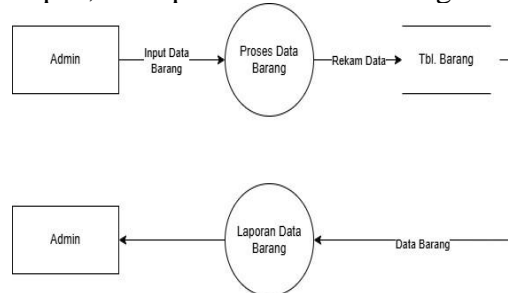 Admin
Input Data
Barang
Proses Data
Barang
Rekam Data
Tbl. Barang
Admin
Laporan Data
Barang
Data Barang